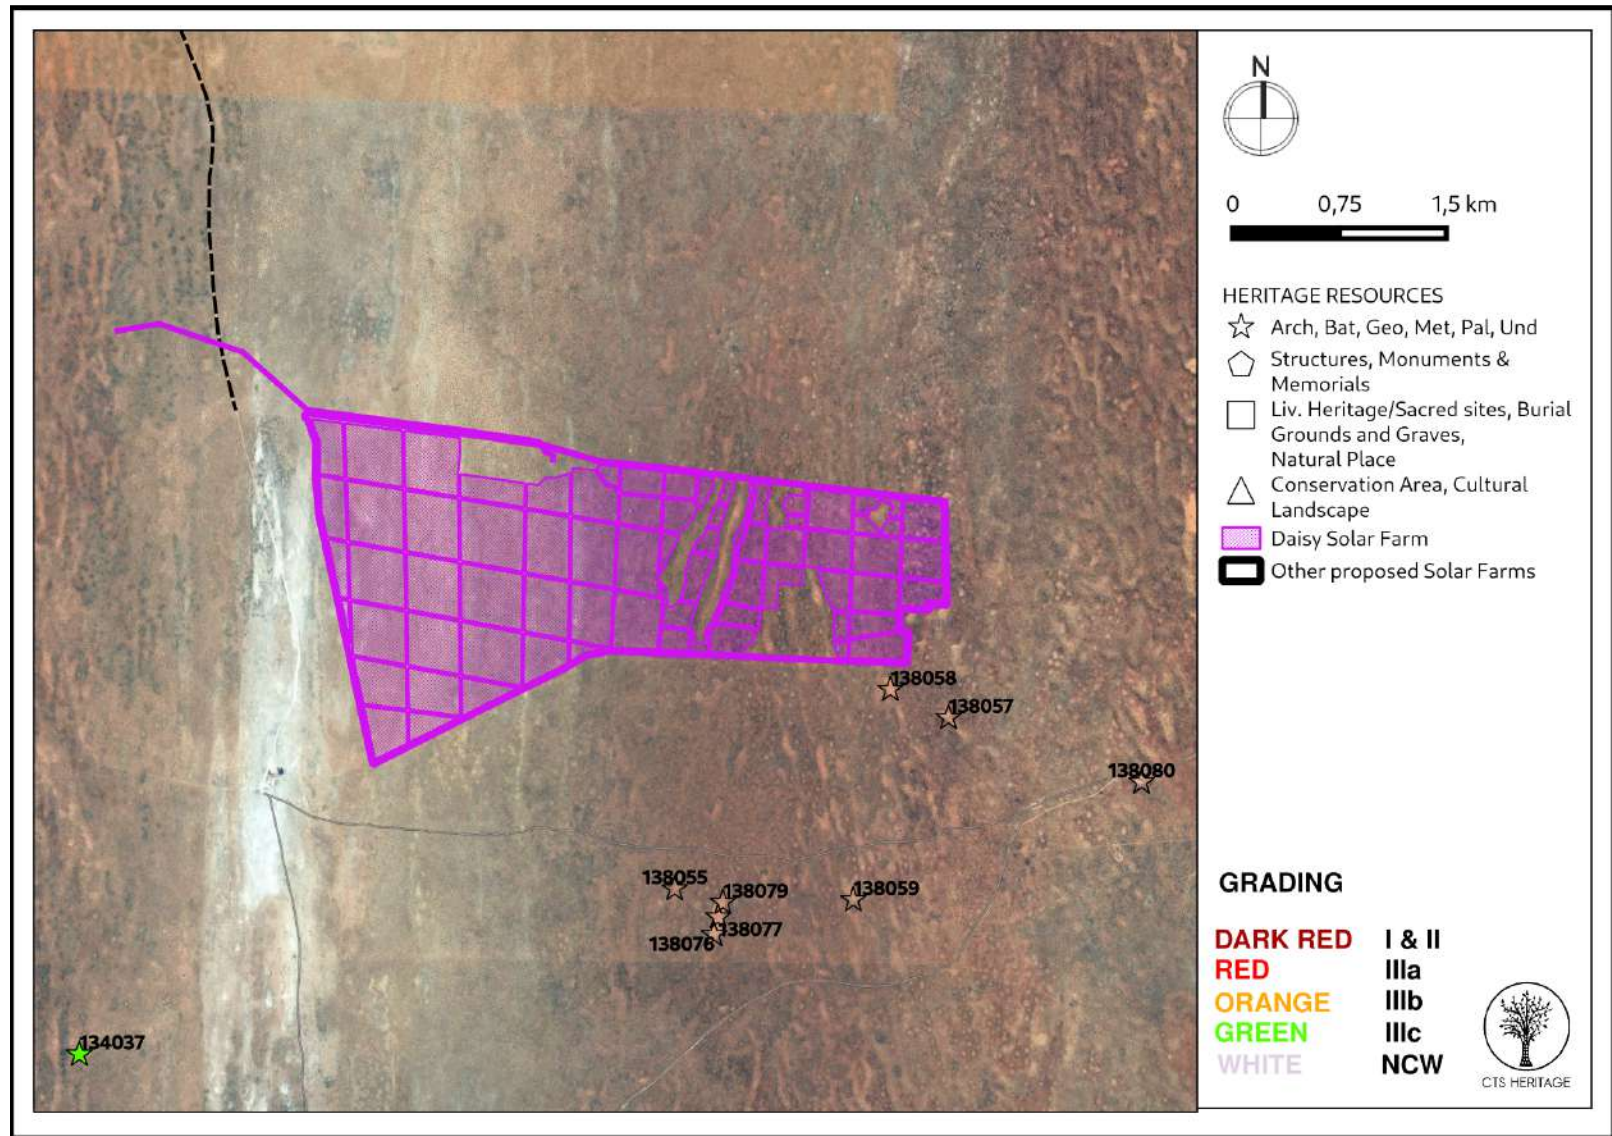 N
0 0,75 1,5 km
HERITAGE RESOURCES
Arch, Bat, Geo, Met, Pal, Und
Structures, Monuments &
Memorials
Liv. Heritage/Sacred sites, Burial
Grounds and Graves,
Natural Place
Conservation Area, Cultural
Landscape
Daisy Solar Farm
Other proposed Solar Farms
138058
138057
138080
138055
138079
138059
138077
138076
134037
GRADING
DARK RED I & II
RED IIIa
ORANGE IIIb
GREEN IIIc
WHITE NCW
CTS HERITAGE